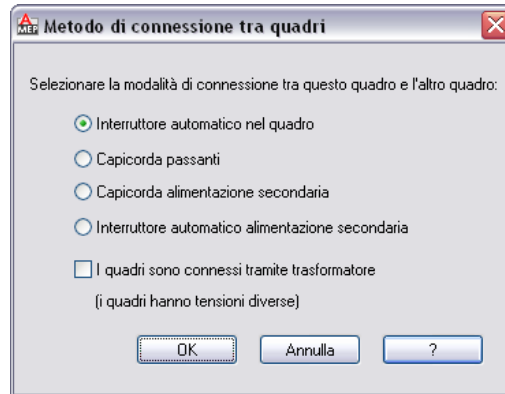 MEP Metodo di connessione tra quadri
Selezionare la modalità di connessione tra questo quadro e l'altro quadro:
Interruttore automatico nel quadro
Capicorda passanti
Capicorda alimentazione secondaria
Interruttore automatico alimentazione secondaria
I quadri sono connessi tramite trasformatore
(i quadri hanno tensioni diverse)
OK Annulla ?